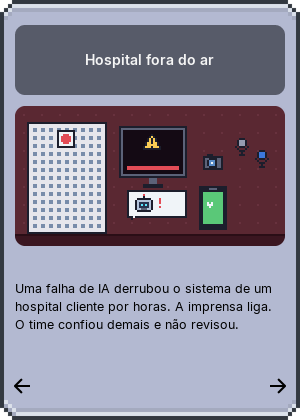 Hospital fora do ar
!
Uma falha de IA derrubou o sistema de um
hospital cliente por horas. A imprensa liga.
O time confiou demais e não revisou.